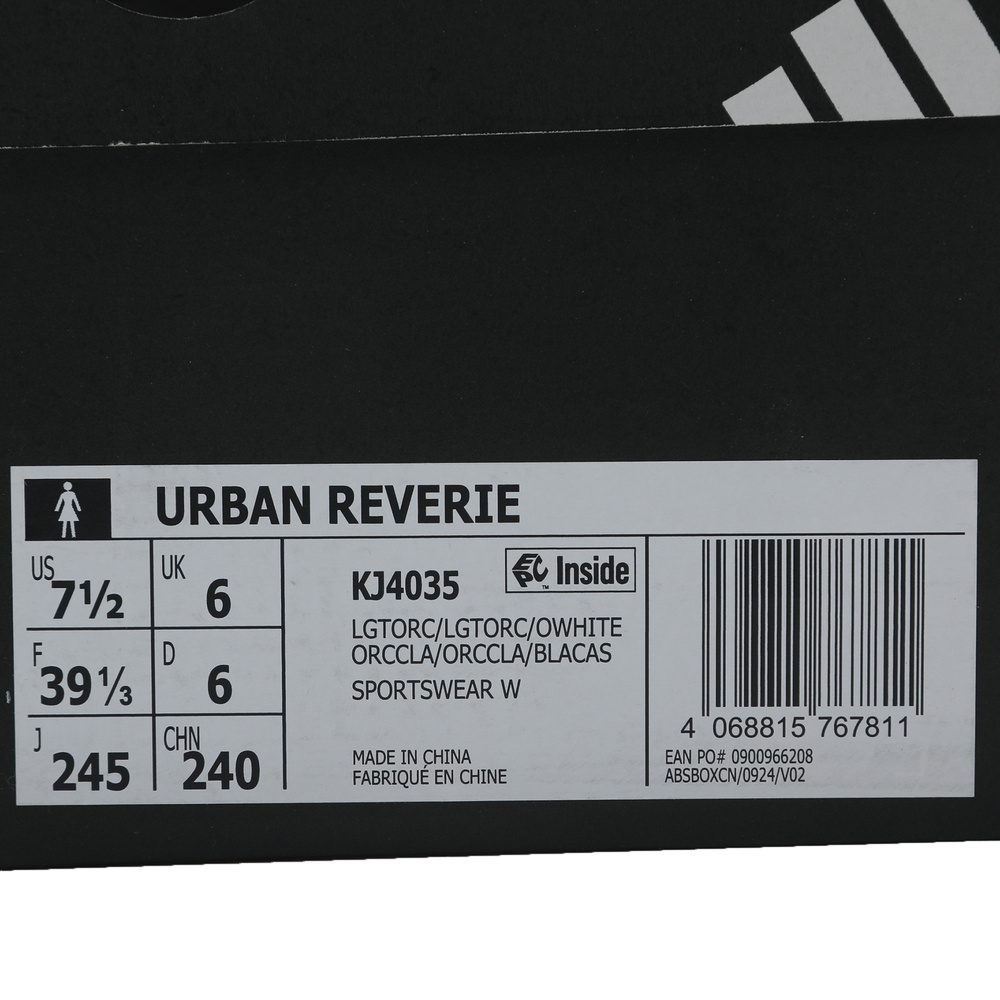 URBAN REVERIE
US 7½
UK 6
F 39⅓
D 6
J 245
CHN 240
KJ4035
EPC™ Inside
LGTORC/LGTORC/OWHITE
ORCCLA/ORCCLA/BLACAS
SPORTSWEAR W
MADE IN CHINA
FABRIQUÉ EN CHINE
4 068815 767811
EAN PO# 0900966208
ABSBOXCN/0924/V02